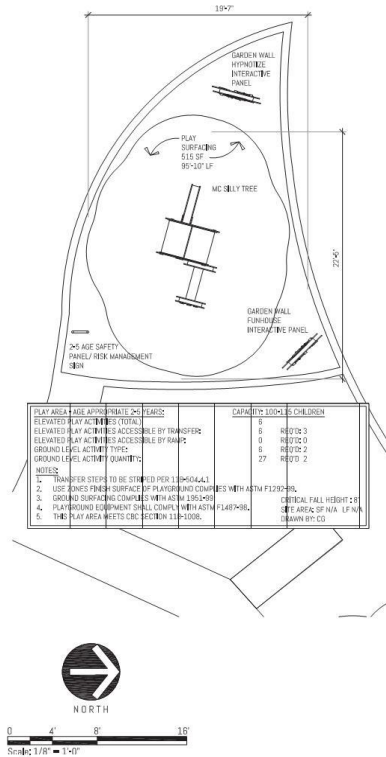 19'-7"
GARDEN WALL
HYPNOTIZE
INTERACTIVE
PANEL
PLAY
SURFACING
515 SF
95'-10" LF
MC SILLY TREE
22'-5"
GARDEN WALL
FUNHOUSE
INTERACTIVE PANEL
2-5 AGE SAFETY
PANEL/ RISK MANAGEMENT
SIGN
PLAY AREA - AGE APPROPRIATE 2-5 YEARS: CAPACITY: 100-115 CHILDREN
ELEVATED PLAY ACTIVITIES (TOTAL) 6
ELEVATED PLAY ACTIVITIES ACCESSIBLE BY TRANSFER: 6 REQ'D: 3
ELEVATED PLAY ACTIVITIES ACCESSIBLE BY RAMP: 0 REQ'D: 0
GROUND LEVEL ACTIVITY TYPE: 6 REQ'D: 2
GROUND LEVEL ACTIVITY QUANTITY: 27 REQ'D 2
NOTES:
1. TRANSFER STEPS TO BE STRIPED PER 11B-504.4.1
2. USE ZONES FINISH SURFACE OF PLAYGROUND COMPLIES WITH ASTM F1292-99.
3. GROUND SURFACING COMPLIES WITH ASTM 1951-99
4. PLAYGROUND EQUIPMENT SHALL COMPLY WITH ASTM F1487-98.
5. THIS PLAY AREA MEETS CBC SECTION 11B-1008.
CRITICAL FALL HEIGHT: 8'
SITE AREA: SF N/A LF N/A
DRAWN BY: CG
NORTH
0 4' 8' 16'
Scale: 1/8" = 1'-0"